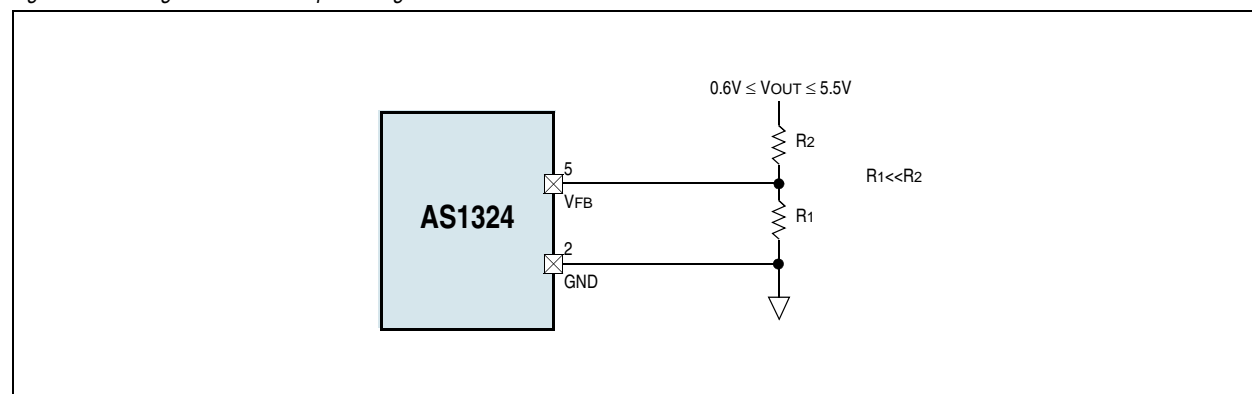 0.6V ≤ VOUT ≤ 5.5V
R2
5
R1<<R2
VFB
AS1324
R1
2
GND